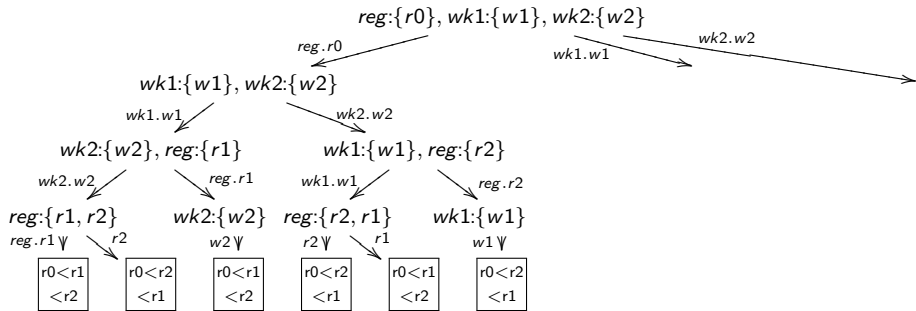 reg:{r0}, wk1:{w1}, wk2:{w2}
reg.r0 wk1.w1 wk2.w2
wk1:{w1}, wk2:{w2}
wk1.w1 wk2.w2
wk2:{w2}, reg:{r1} wk1:{w1}, reg:{r2}
wk2.w2 reg.r1 wk1.w1 reg.r2
reg:{r1, r2} wk2:{w2} reg:{r2, r1} wk1:{w1}
reg.r1 r2 w2 r2 r1 w1
r0<r1 r0<r2 r0<r1 r0<r2 r0<r1 r0<r2
<r2 <r1 <r2 <r1 <r2 <r1